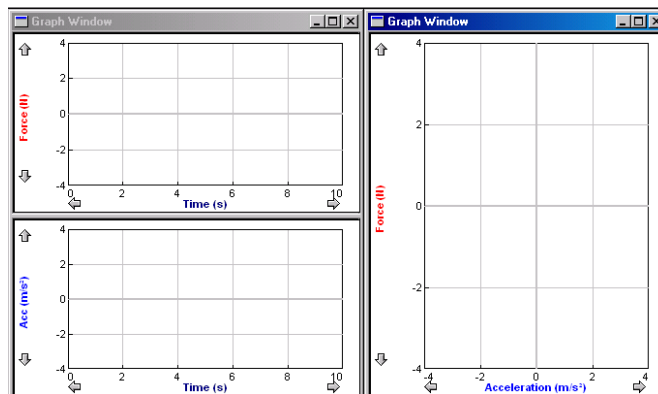 Graph Window
Force (N)
4
2
0
-2
-4
0 2 4 6 8 10
Time (s)
Acc (m/s²)
4
2
0
-2
-4
0 2 4 6 8 10
Time (s)
Graph Window
Force (N)
4
2
0
-2
-4
-4 -2 0 2 4
Acceleration (m/s²)